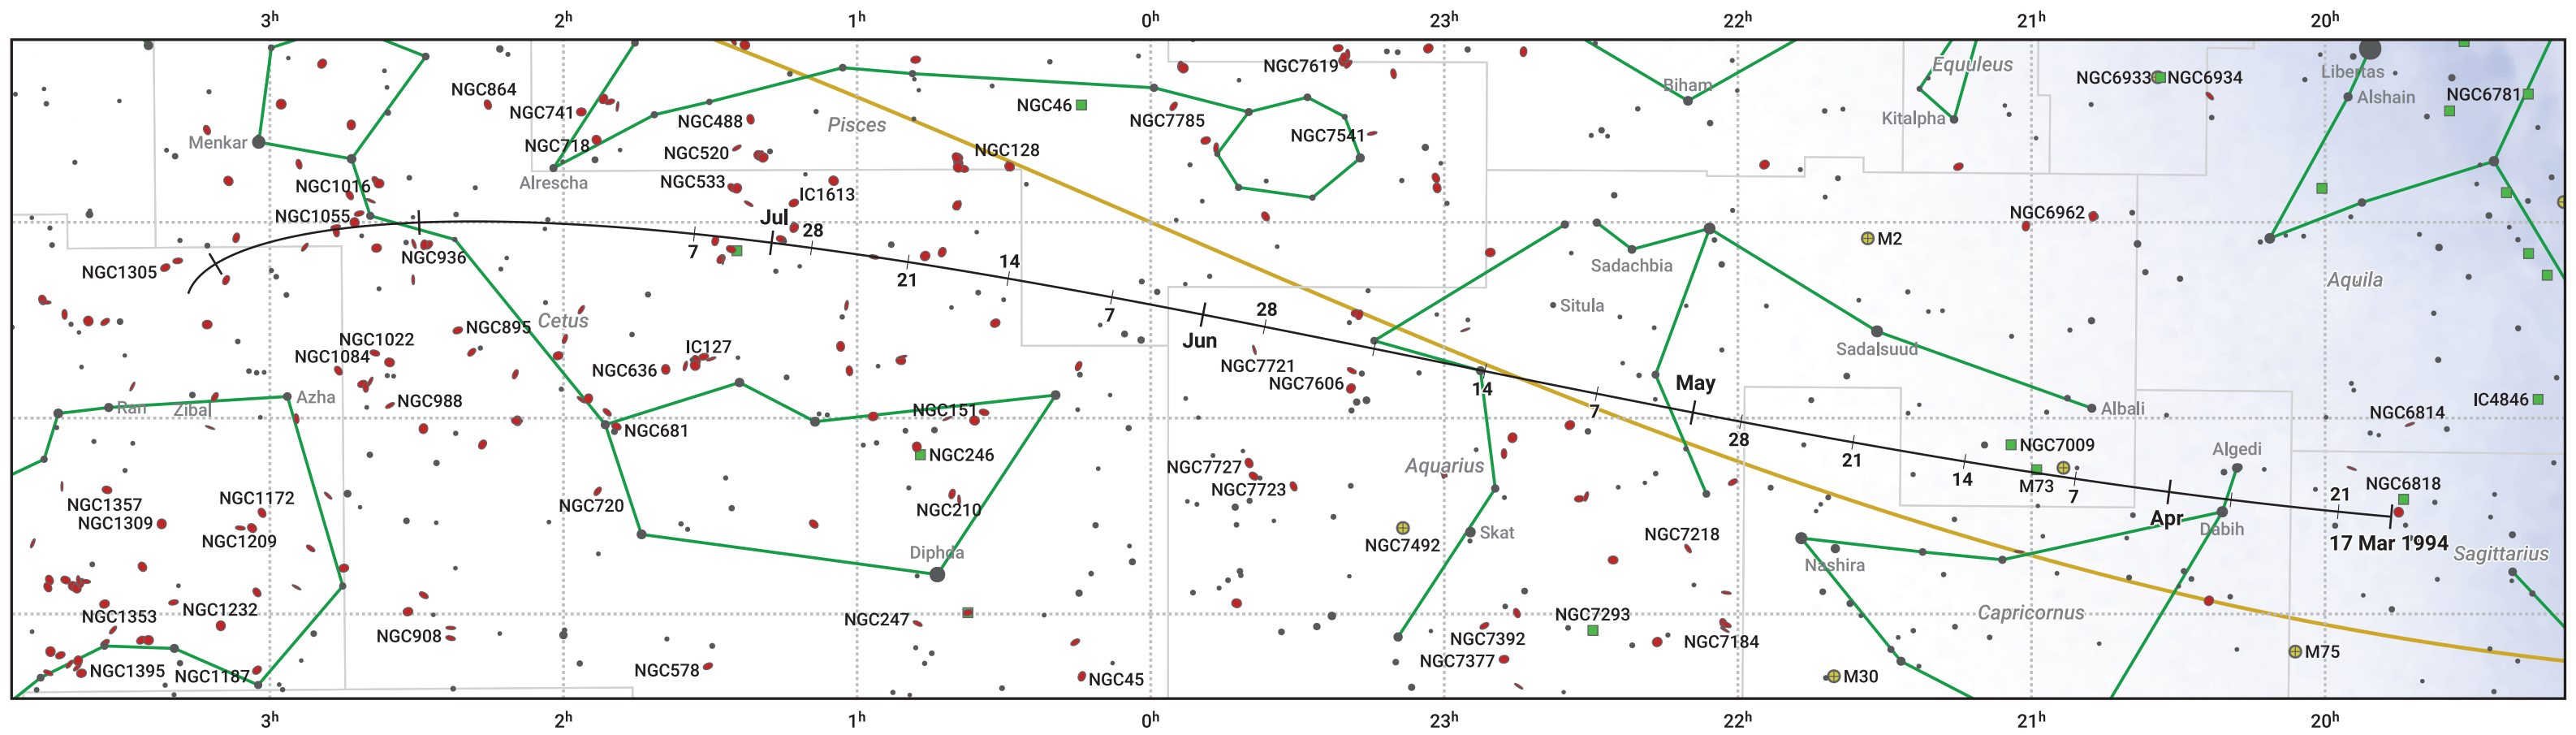 3h 2h 1h 0h 23h 22h 21h 20h
NGC7619
Equuleus
Libertas
NGC6933 NGC6934
Biham
NGC864
NGC6781
Alshain
NGC741
NGC46
NGC7785
Kitalpha
NGC488
Pisces
NGC7541
Menkar
NGC718
NGC520
NGC128
Alrescha
NGC533
NGC1016
IC1613
NGC1055
Jul
NGC6962
28
M2
7
NGC936
14
Sadachbia
NGC1305
21
Aquila
Situla
7
28
Cetus
NGC895
Jun
NGC1022
IC127
Sadalsuud
NGC1084
NGC636
NGC7721
NGC7606
May
14
Azha
NGC988
IC4846
Ran
Zibal
NGC151
7
Albali
NGC6814
NGC681
28
NGC7009
Algedi
NGC246
21
Aquarius
NGC7727
14
M73
NGC6818
NGC7723
7
21
NGC1172
NGC1357
NGC720
NGC210
NGC1309
Apr
Dabih
Skat
NGC7218
NGC1209
NGC7492
17 Mar 1994
Diphda
Sagittarius
Nashira
NGC1232
Capricornus
NGC1353
NGC247
NGC7293
NGC908
NGC7392
NGC7184
M75
NGC7377
NGC578
NGC1395
NGC1187
M30
NGC45
3h 2h 1h 0h 23h 22h 21h 20h